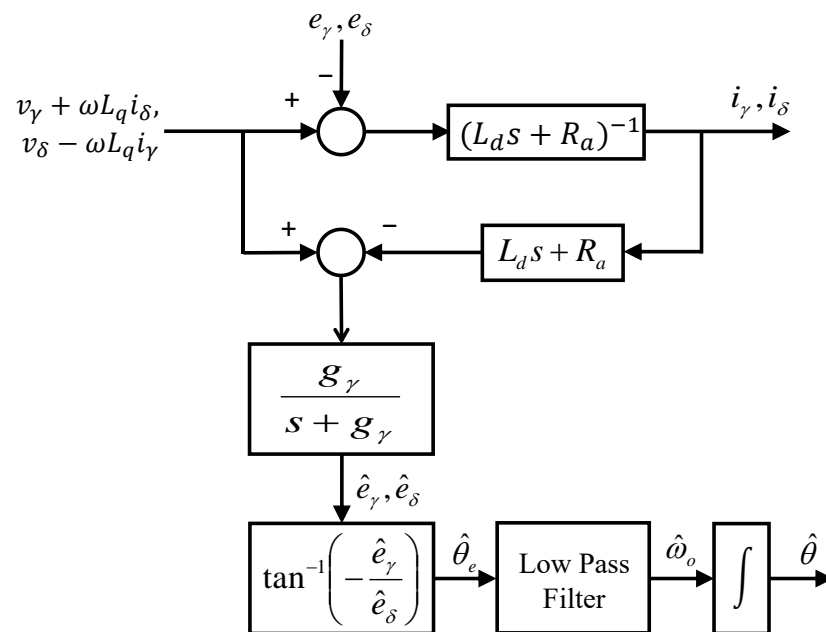 e_γ, e_δ
−
v_γ + ωL_q i_δ,
v_δ − ωL_q i_γ
+
(L_d s + R_a)^{−1}
i_γ, i_δ
+
−
L_d s + R_a
g_γ
s + g_γ
ê_γ, ê_δ
tan^{−1}(− ê_γ / ê_δ)
θ̂_e
Low Pass
Filter
ω̂_o
∫
θ̂